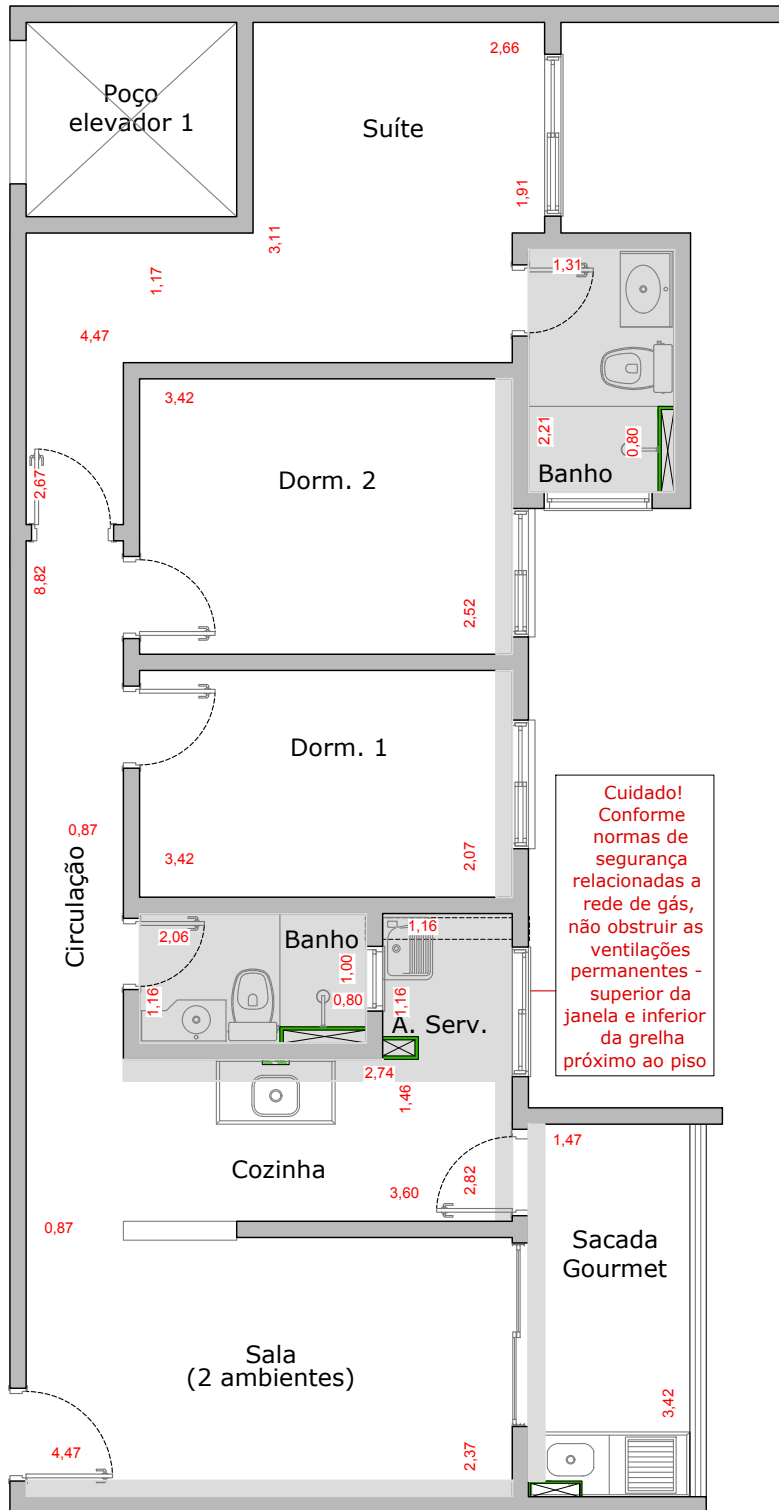 2,66
Poço
elevador 1
Suíte
1,91
3,11
1,17
1,31
4,47
3,42
2,21
0,80
Banho
Dorm. 2
2,67
8,82
2,52
Dorm. 1
0,87
3,42
2,07
Circulação
Cuidado!
Conforme
normas de
segurança
relacionadas a
rede de gás,
não obstruir as
ventilações
permanentes -
superior da
janela e inferior
da grelha
próximo ao piso
2,06
Banho
1,16
1,00
0,80
1,16
1,16
A. Serv.
2,74
1,46
Cozinha
3,60
2,82
1,47
0,87
Sacada
Gourmet
Sala
(2 ambientes)
3,42
4,47
2,37